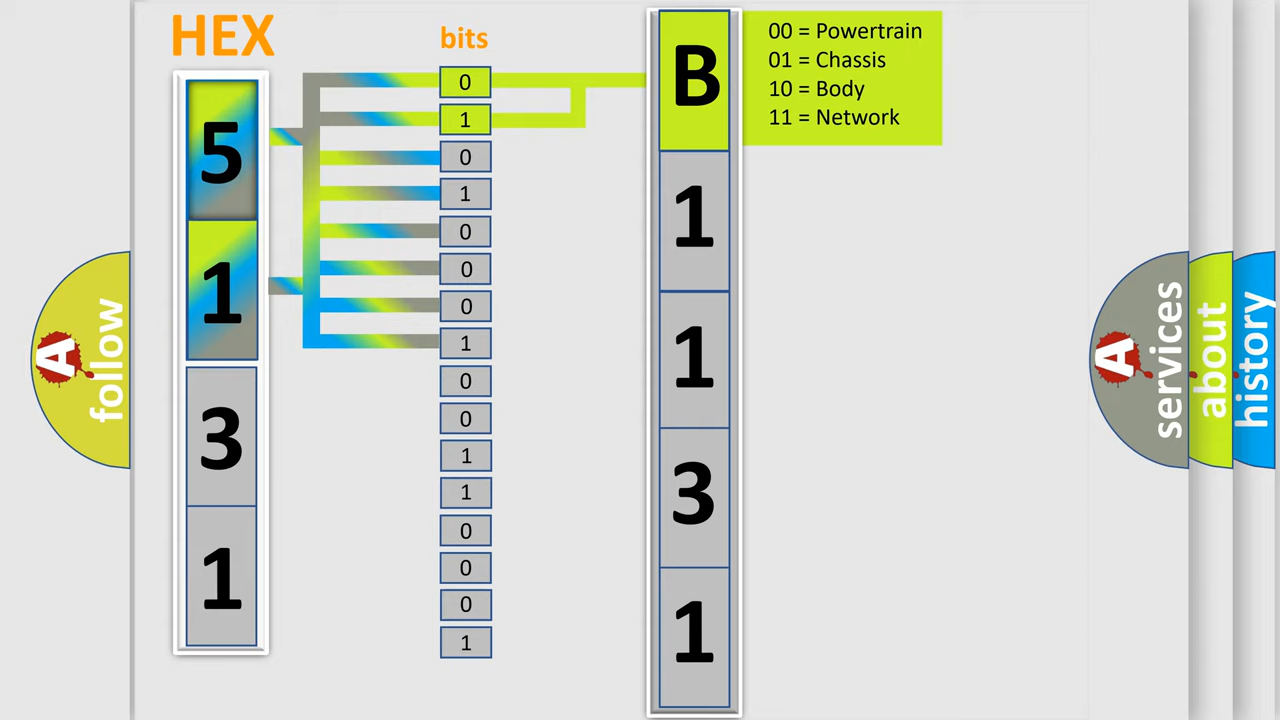 HEX
bits
5
1
3
1
0
1
0
1
0
0
0
1
0
0
1
1
0
0
0
1
B
1
1
3
1
00 = Powertrain
01 = Chassis
10 = Body
11 = Network
A
follow
A
services
about
history